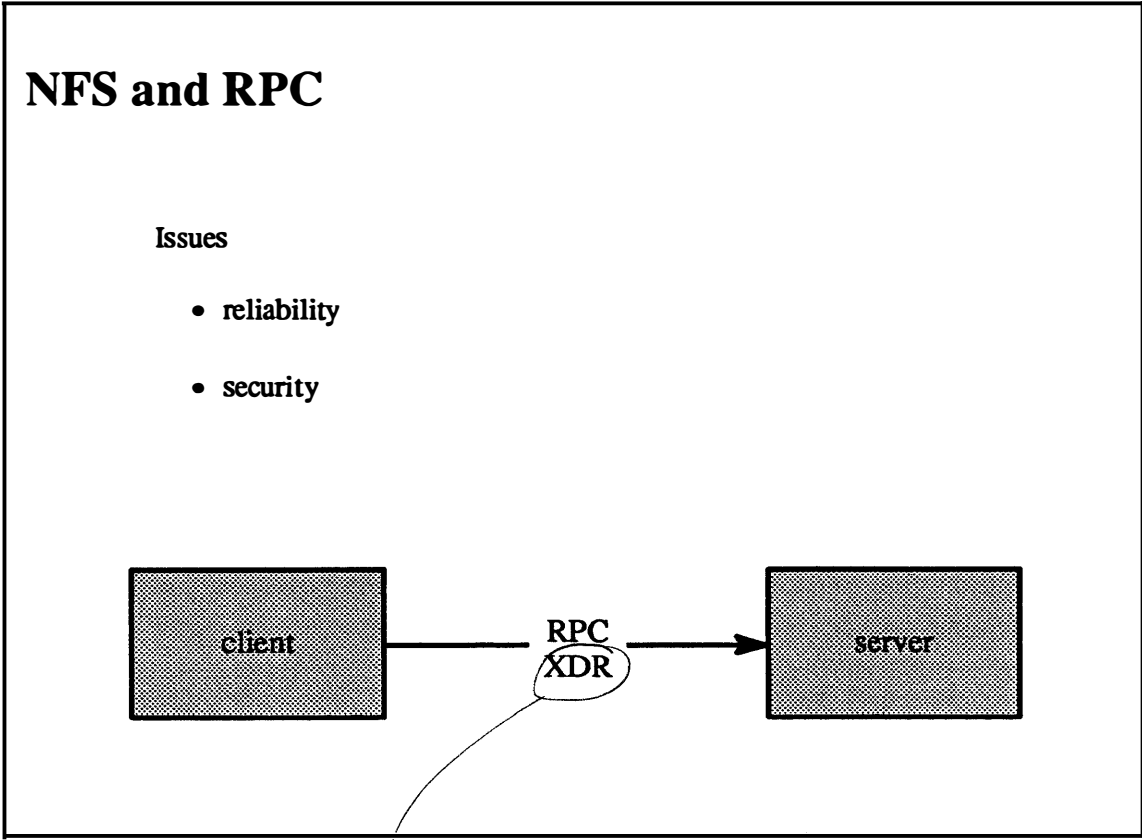 NFS and RPC
Issues
• reliability
• security
client
RPC
XDR
server